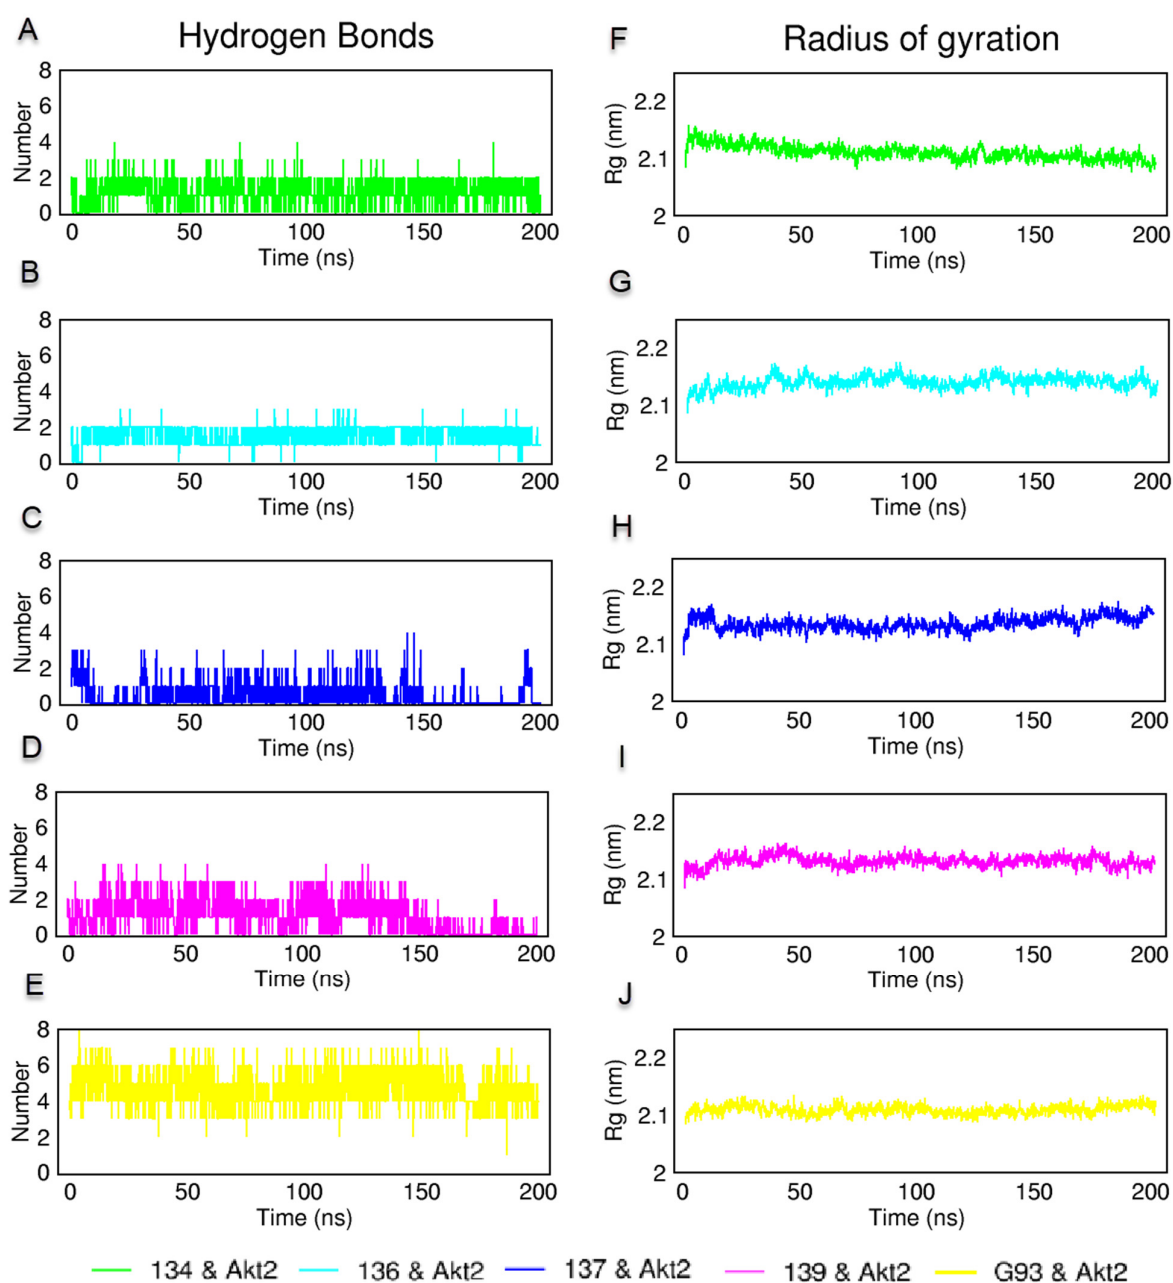 A
Hydrogen Bonds
F
Radius of gyration
8
6
4
2
0
Number
0 50 100 150 200
Time (ns)
2.2
2.1
2
Rg (nm)
0 50 100 150 200
Time (ns)
B
8
6
4
2
0
Number
0 50 100 150 200
Time (ns)
G
2.2
2.1
2
Rg (nm)
0 50 100 150 200
Time (ns)
C
8
6
4
2
0
Number
0 50 100 150 200
Time (ns)
H
2.2
2.1
2
Rg (nm)
0 50 100 150 200
Time (ns)
D
8
6
4
2
0
Number
0 50 100 150 200
Time (ns)
I
2.2
2.1
2
Rg (nm)
0 50 100 150 200
Time (ns)
E
8
6
4
2
0
Number
0 50 100 150 200
Time (ns)
J
2.2
2.1
2
Rg (nm)
0 50 100 150 200
Time (ns)
134 & Akt2 136 & Akt2 137 & Akt2 139 & Akt2 G93 & Akt2